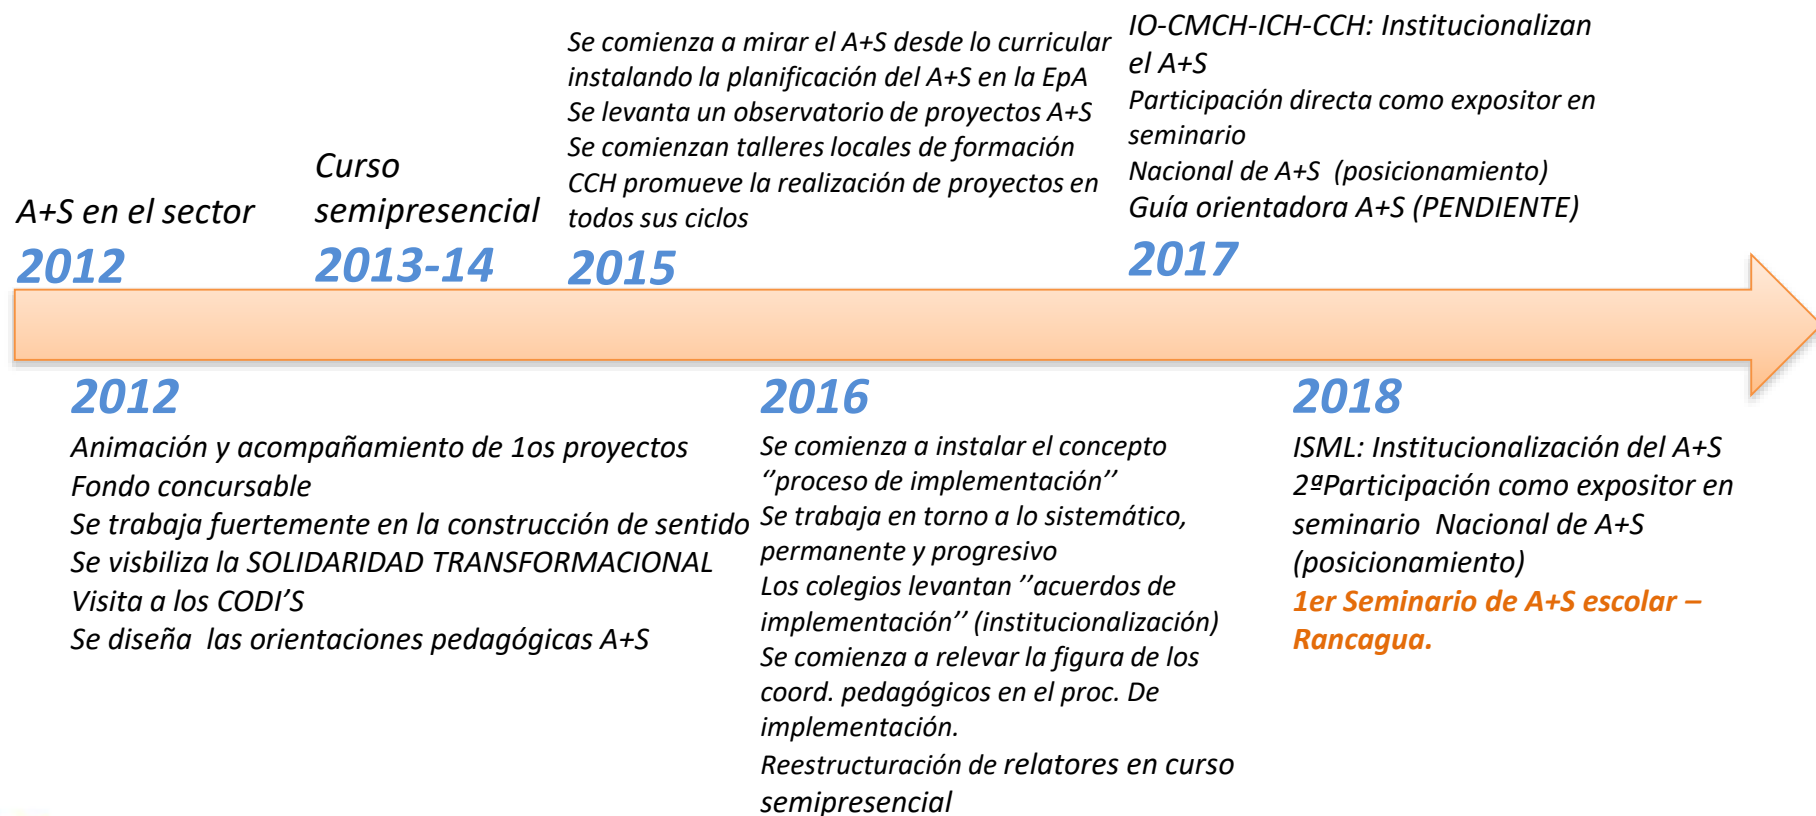 A+S en el sector
2012
Curso
semipresencial
2013-14
Se comienza a mirar el A+S desde lo curricular
instalando la planificación del A+S en la EpA
Se levanta un observatorio de proyectos A+S
Se comienzan talleres locales de formación
CCH promueve la realización de proyectos en
todos sus ciclos
2015
IO-CMCH-ICH-CCH: Institucionalizan
el A+S
Participación directa como expositor en
seminario
Nacional de A+S (posicionamiento)
Guía orientadora A+S (PENDIENTE)
2017
2012
Animación y acompañamiento de 1os proyectos
Fondo concursable
Se trabaja fuertemente en la construcción de sentido
Se visbiliza la SOLIDARIDAD TRANSFORMACIONAL
Visita a los CODI’S
Se diseña las orientaciones pedagógicas A+S
2016
Se comienza a instalar el concepto
‘’proceso de implementación’’
Se trabaja en torno a lo sistemático,
permanente y progresivo
Los colegios levantan ’’acuerdos de
implementación’’ (institucionalización)
Se comienza a relevar la figura de los
coord. pedagógicos en el proc. De
implementación.
Reestructuración de relatores en curso
semipresencial
2018
ISML: Institucionalización del A+S
2ªParticipación como expositor en
seminario Nacional de A+S
(posicionamiento)
1er Seminario de A+S escolar –
Rancagua.